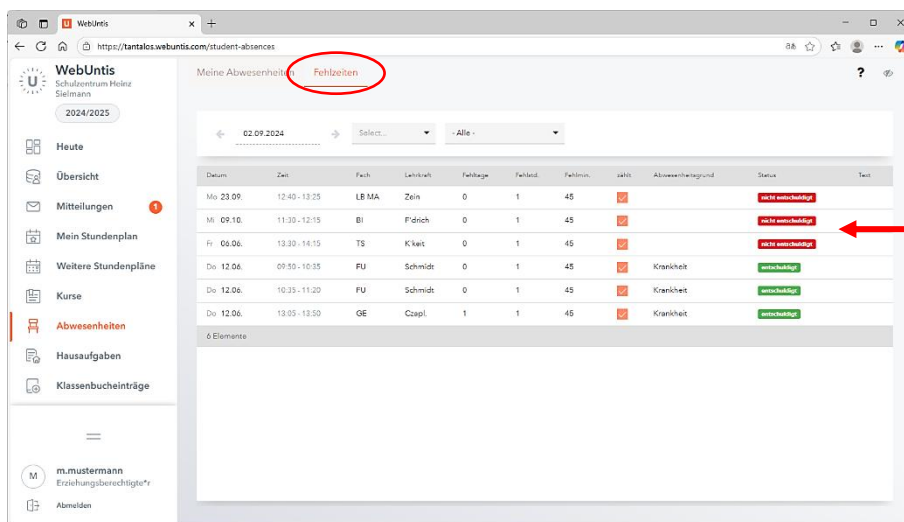 WebUntis
https://tantalos.webuntis.com/student-absences
WebUntis
Schulzentrum Heinz
Sielmann
2024/2025
Heute
Übersicht
Mitteilungen 1
Mein Stundenplan
Weitere Stundenpläne
Kurse
Abwesenheiten
Hausaufgaben
Klassenbucheinträge
M
m.mustermann
Erziehungsberechtigte*r
Abmelden
Meine Abwesenheiten Fehlzeiten ?
02.09.2024 Select... - Alle -
Datum Zeit Fach Lehrkraft Fehltage Fehlstd. Fehlmin. zählt Abwesenheitsgrund Status Text
Mo 23.09. 12:40 - 13:25 LB MA Zein 0 1 45 nicht entschuldigt
Mi 09.10. 11:30 - 12:15 BI F'drich 0 1 45 nicht entschuldigt
Fr 06.06. 13.30 - 14:15 TS K'keit 0 1 45 nicht entschuldigt
Do 12.06. 09:50 - 10:35 FU Schmidt 0 1 45 Krankheit entschuldigt
Do 12.06. 10:35 - 11:20 FU Schmidt 0 1 45 Krankheit entschuldigt
Do 12.06. 13:05 - 13:50 GE Czapl. 1 1 45 Krankheit entschuldigt
6 Elemente